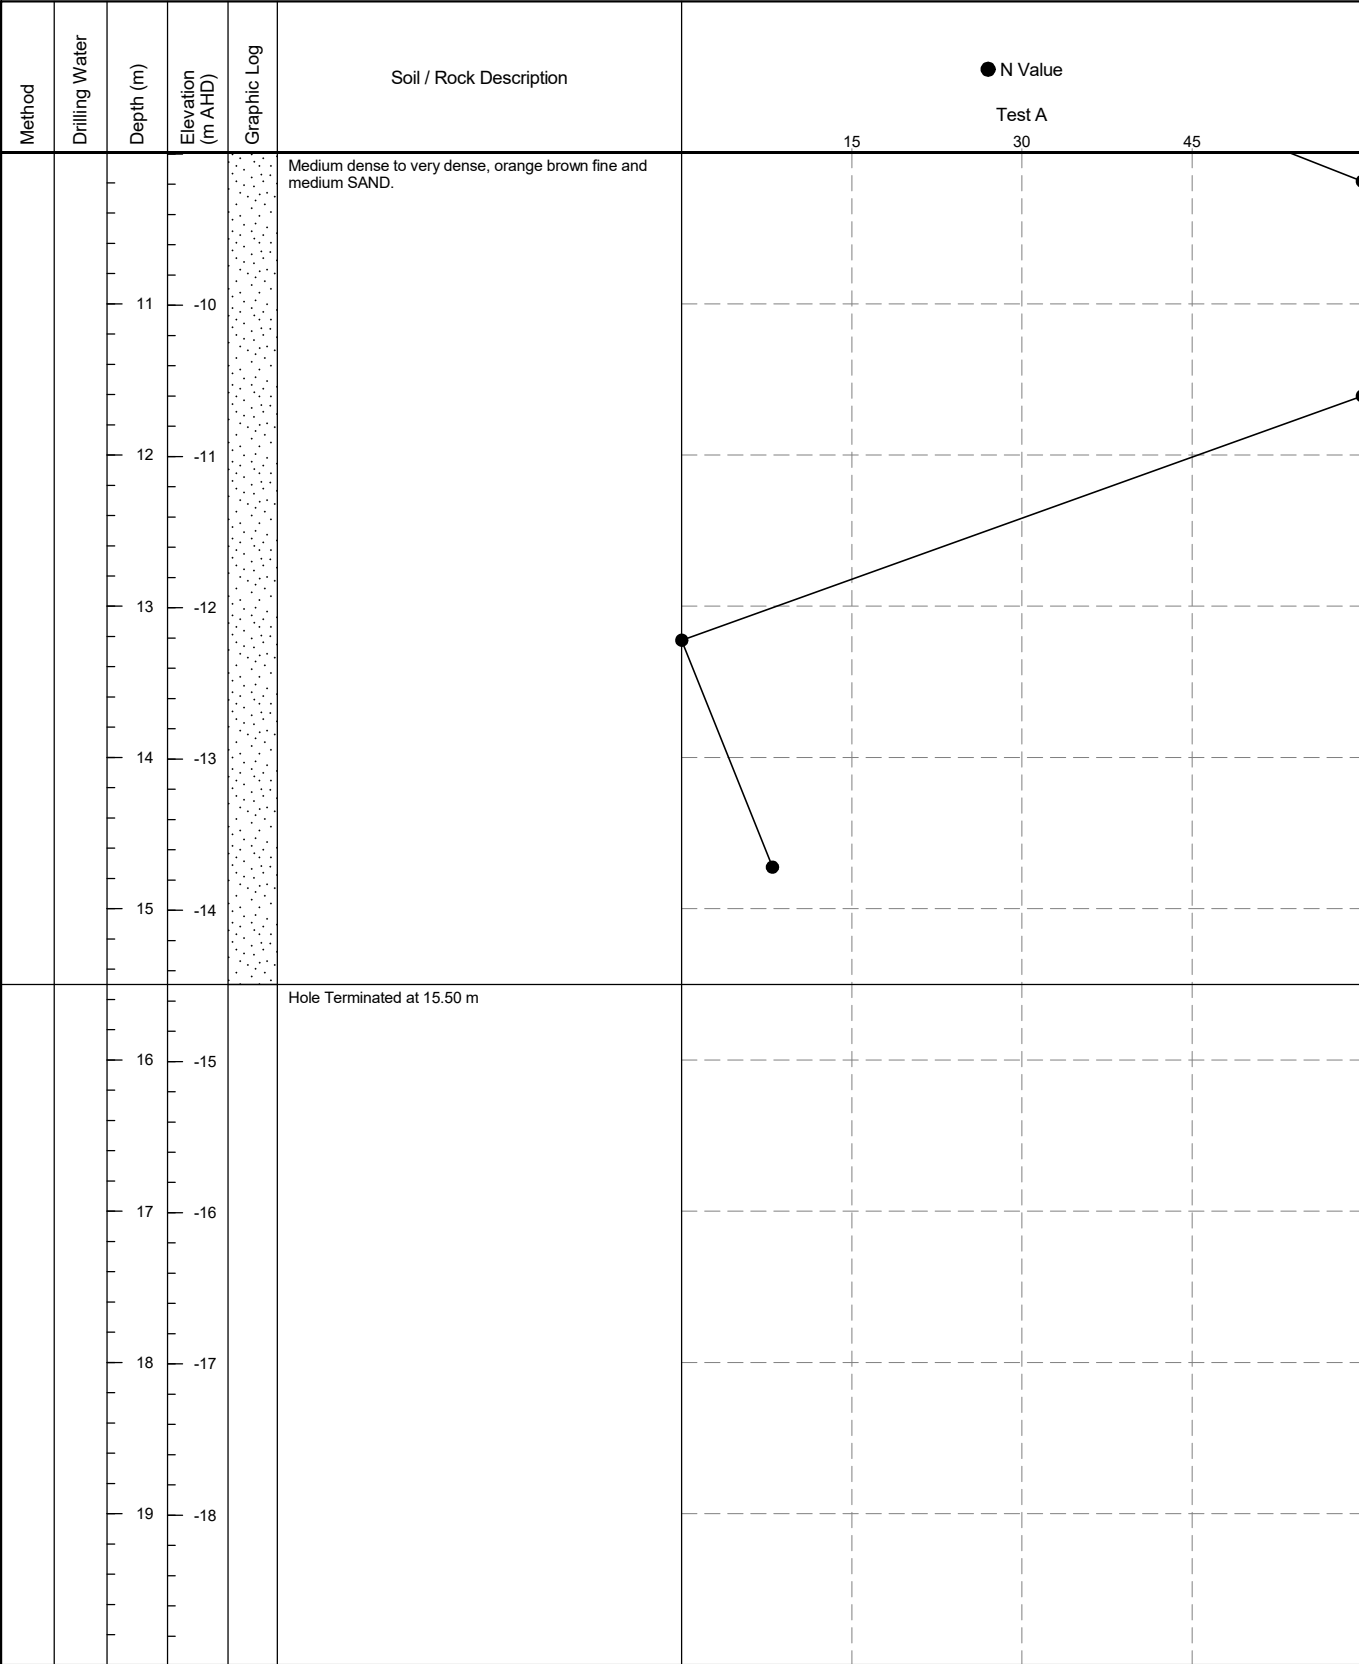 Method
Drilling Water
Depth (m)
Elevation
(m AHD)
Graphic Log
Soil / Rock Description
N Value
Test A
15 30 45
Medium dense to very dense, orange brown fine and
medium SAND.
11 -10
12 -11
13 -12
14 -13
15 -14
Hole Terminated at 15.50 m
16 -15
17 -16
18 -17
19 -18